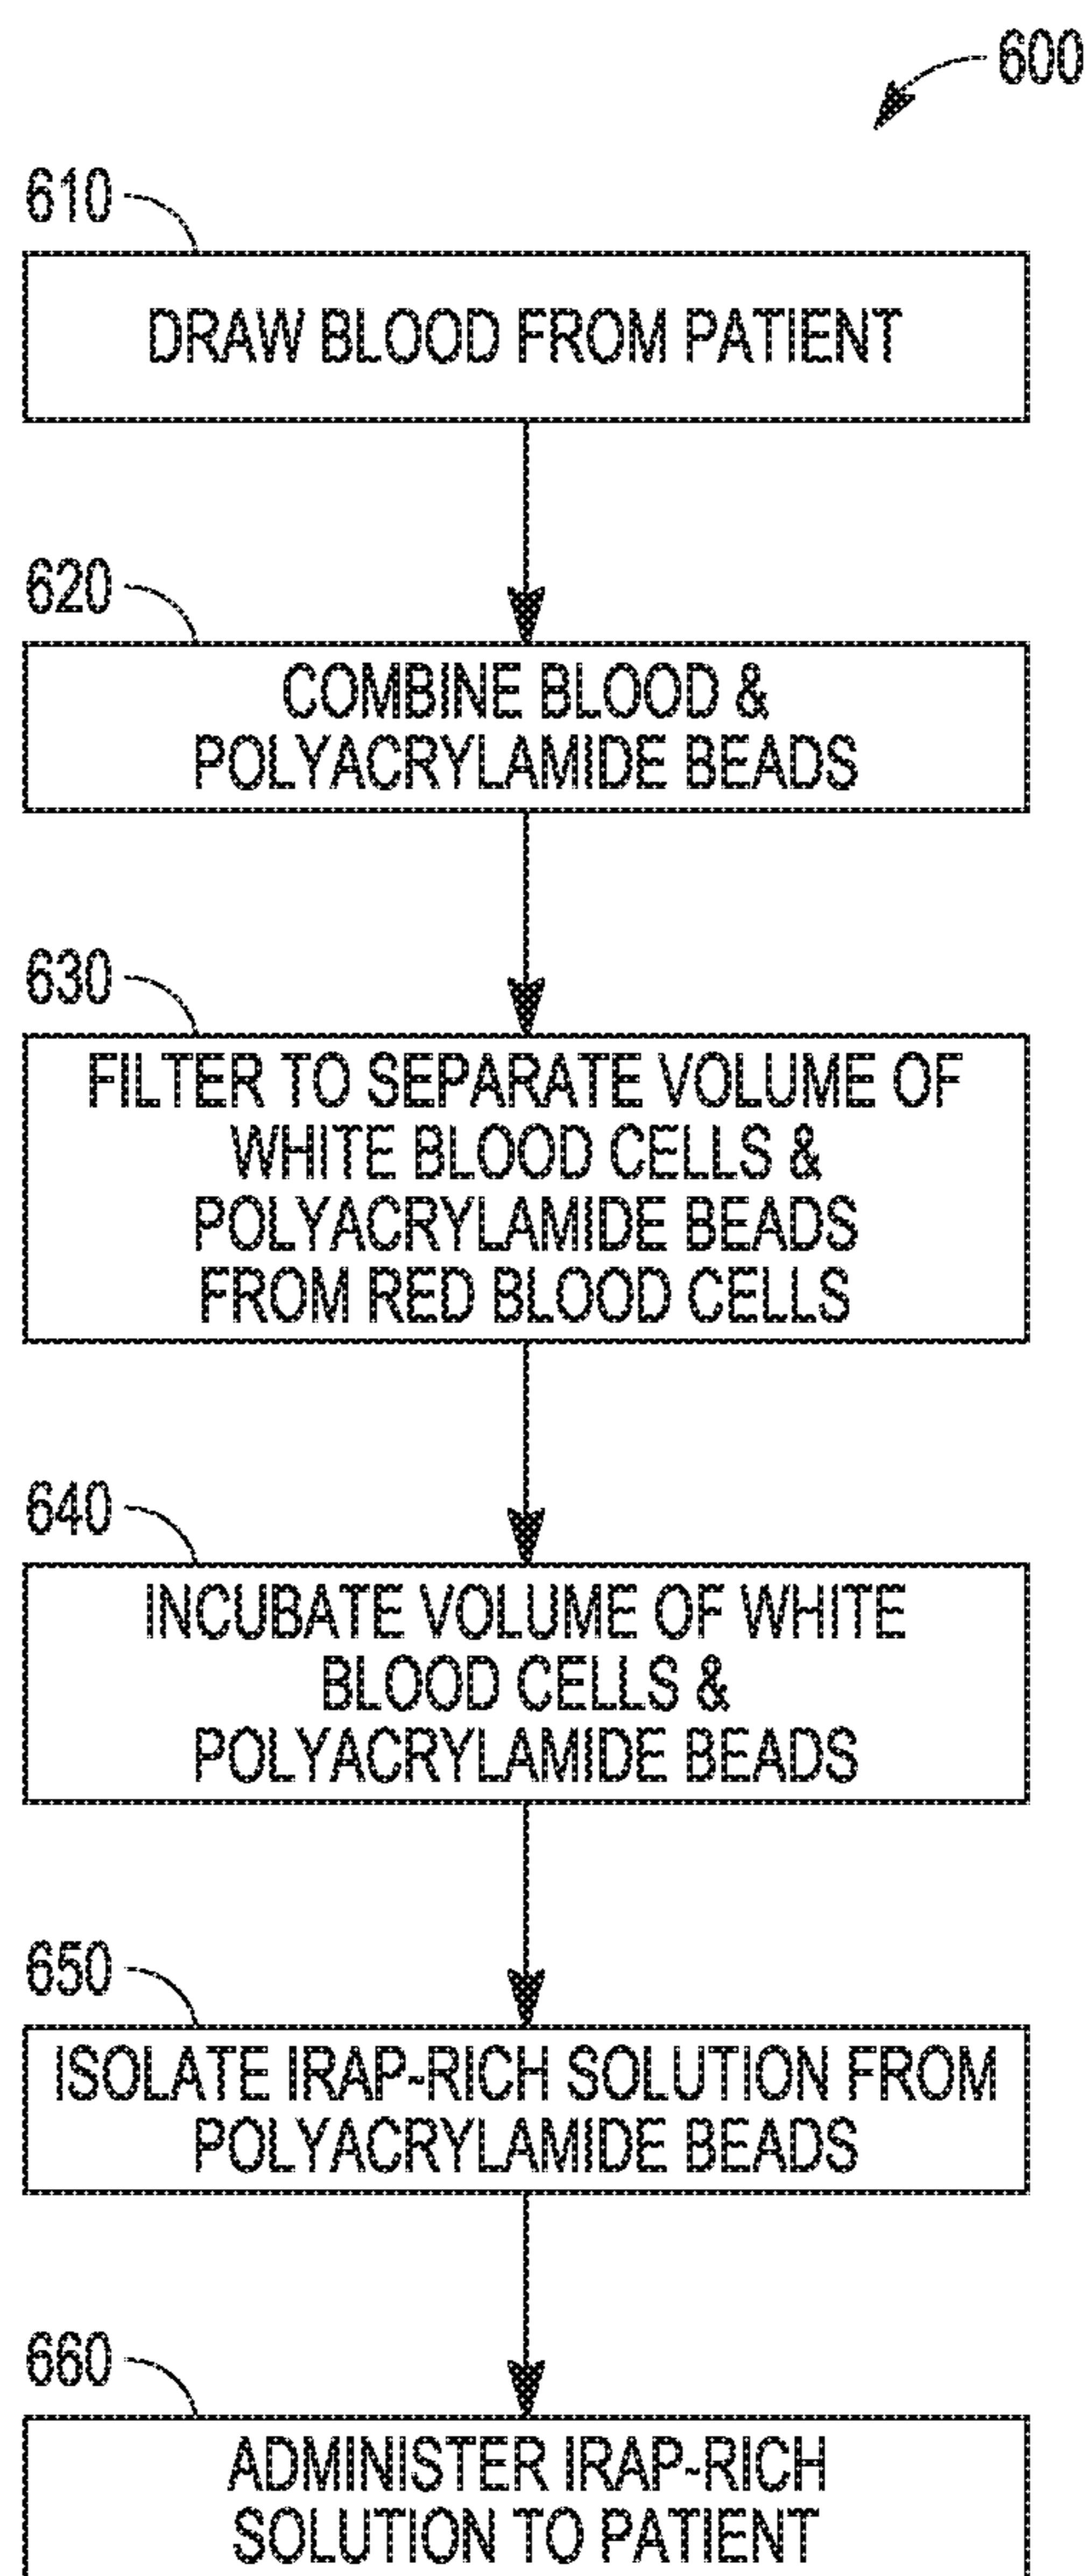 600
610
DRAW BLOOD FROM PATIENT
620
COMBINE BLOOD &
POLYACRYLAMIDE BEADS
630
FILTER TO SEPARATE VOLUME OF
WHITE BLOOD CELLS &
POLYACRYLAMIDE BEADS
FROM RED BLOOD CELLS
640
INCUBATE VOLUME OF WHITE
BLOOD CELLS &
POLYACRYLAMIDE BEADS
650
ISOLATE IRAP-RICH SOLUTION FROM
POLYACRYLAMIDE BEADS
660
ADMINISTER IRAP-RICH
SOLUTION TO PATIENT